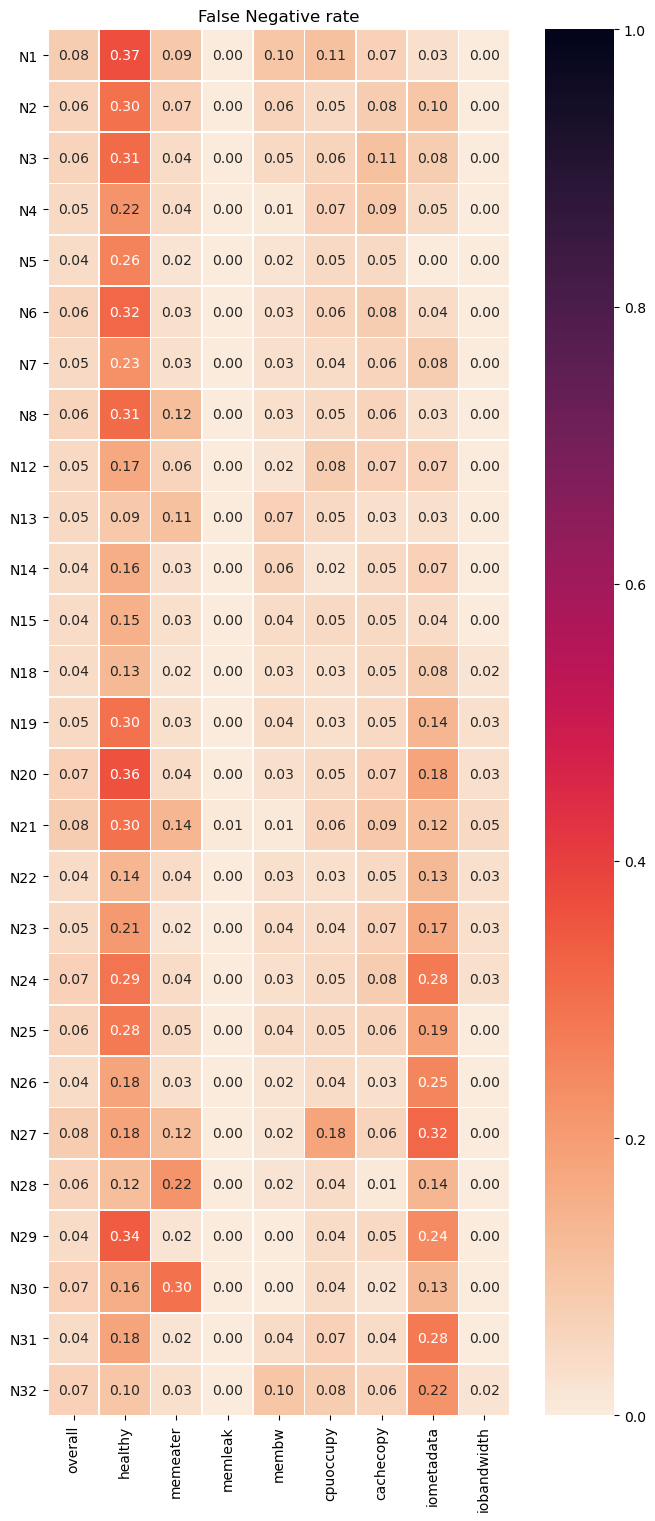 False Negative rate
N1 0.08 0.37 0.09 0.00 0.10 0.11 0.07 0.03 0.00
N2 0.06 0.30 0.07 0.00 0.06 0.05 0.08 0.10 0.00
N3 0.06 0.31 0.04 0.00 0.05 0.06 0.11 0.08 0.00
N4 0.05 0.22 0.04 0.00 0.01 0.07 0.09 0.05 0.00
N5 0.04 0.26 0.02 0.00 0.02 0.05 0.05 0.00 0.00
N6 0.06 0.32 0.03 0.00 0.03 0.06 0.08 0.04 0.00
N7 0.05 0.23 0.03 0.00 0.03 0.04 0.06 0.08 0.00
N8 0.06 0.31 0.12 0.00 0.03 0.05 0.06 0.03 0.00
N12 0.05 0.17 0.06 0.00 0.02 0.08 0.07 0.07 0.00
N13 0.05 0.09 0.11 0.00 0.07 0.05 0.03 0.03 0.00
N14 0.04 0.16 0.03 0.00 0.06 0.02 0.05 0.07 0.00
N15 0.04 0.15 0.03 0.00 0.04 0.05 0.05 0.04 0.00
N18 0.04 0.13 0.02 0.00 0.03 0.03 0.05 0.08 0.02
N19 0.05 0.30 0.03 0.00 0.04 0.03 0.05 0.14 0.03
N20 0.07 0.36 0.04 0.00 0.03 0.05 0.07 0.18 0.03
N21 0.08 0.30 0.14 0.01 0.01 0.06 0.09 0.12 0.05
N22 0.04 0.14 0.04 0.00 0.03 0.03 0.05 0.13 0.03
N23 0.05 0.21 0.02 0.00 0.04 0.04 0.07 0.17 0.03
N24 0.07 0.29 0.04 0.00 0.03 0.05 0.08 0.28 0.03
N25 0.06 0.28 0.05 0.00 0.04 0.05 0.06 0.19 0.00
N26 0.04 0.18 0.03 0.00 0.02 0.04 0.03 0.25 0.00
N27 0.08 0.18 0.12 0.00 0.02 0.18 0.06 0.32 0.00
N28 0.06 0.12 0.22 0.00 0.02 0.04 0.01 0.14 0.00
N29 0.04 0.34 0.02 0.00 0.00 0.04 0.05 0.24 0.00
N30 0.07 0.16 0.30 0.00 0.00 0.04 0.02 0.13 0.00
N31 0.04 0.18 0.02 0.00 0.04 0.07 0.04 0.28 0.00
N32 0.07 0.10 0.03 0.00 0.10 0.08 0.06 0.22 0.02
overall healthy memeater memleak membw cpuoccupy cachecopy iometadata iobandwidth
1.0
0.8
0.6
0.4
0.2
0.0